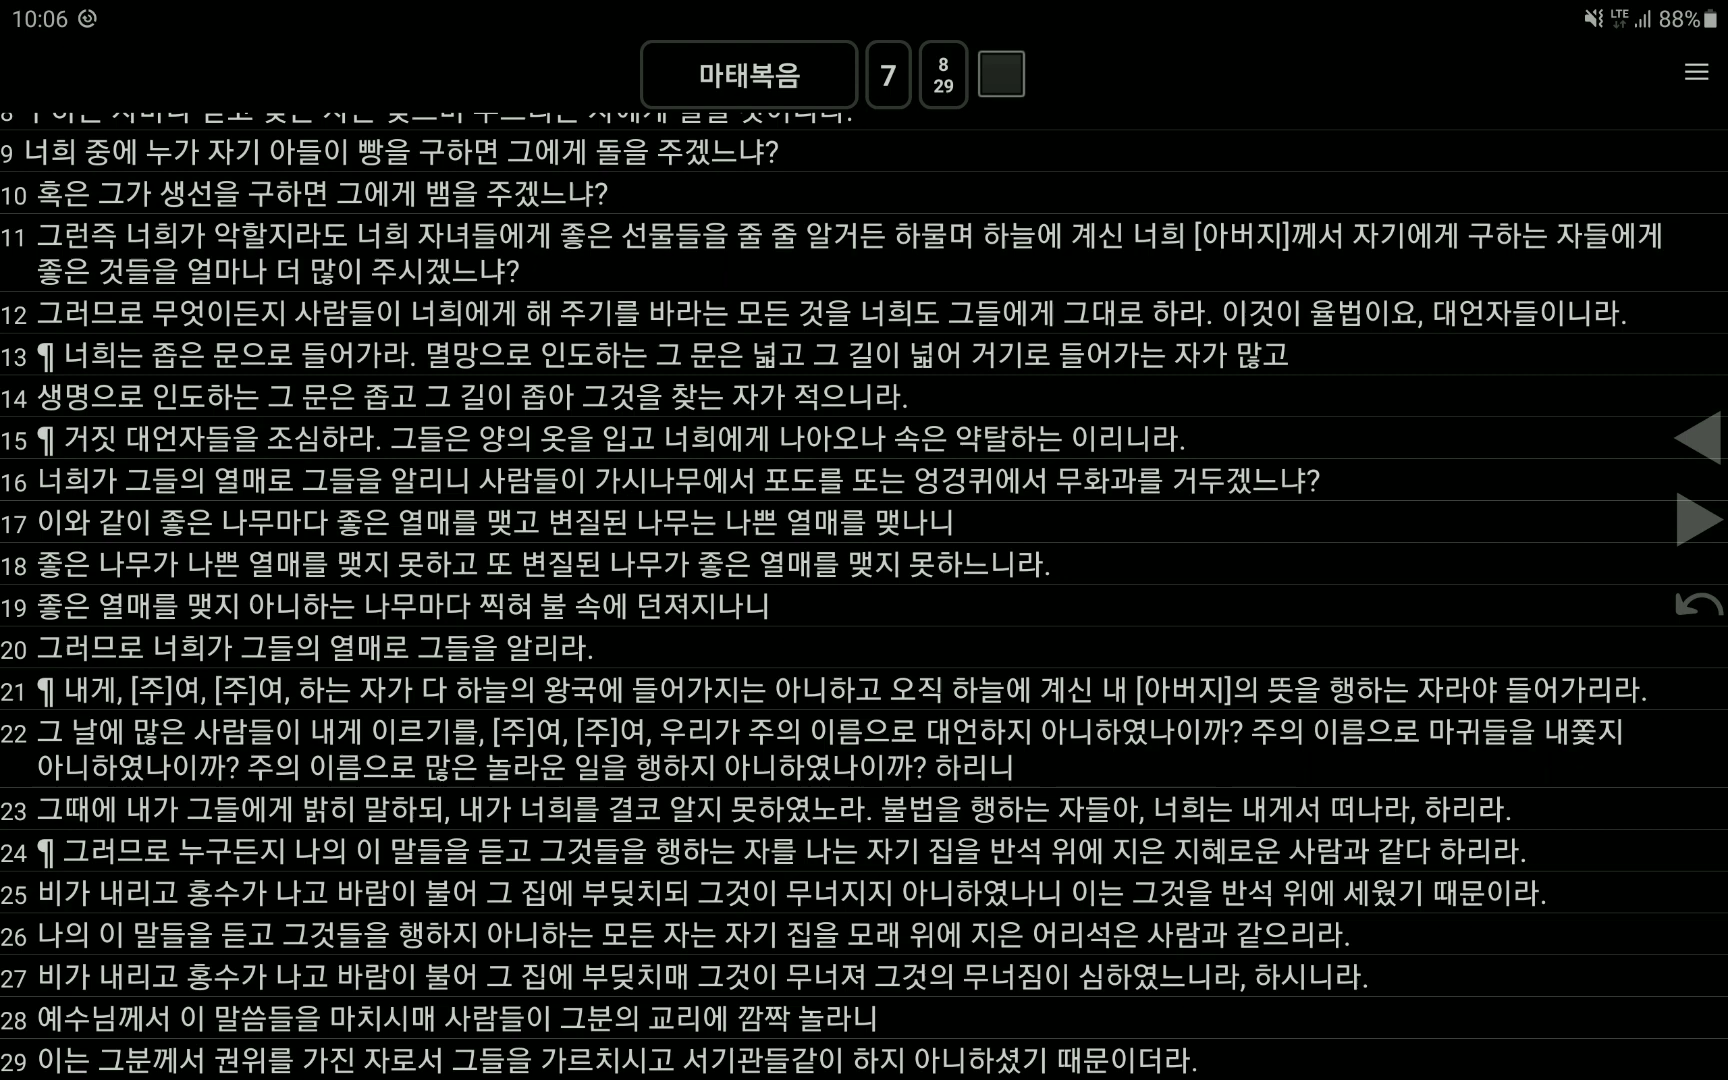 10:06
LTE 88%
마태복음 7 8 29
9 너희 중에 누가 자기 아들이 빵을 구하면 그에게 돌을 주겠느냐?
10 혹은 그가 생선을 구하면 그에게 뱀을 주겠느냐?
11 그런즉 너희가 악할지라도 너희 자녀들에게 좋은 선물들을 줄 줄 알거든 하물며 하늘에 계신 너희 [아버지]께서 자기에게 구하는 자들에게
좋은 것들을 얼마나 더 많이 주시겠느냐?
12 그러므로 무엇이든지 사람들이 너희에게 해 주기를 바라는 모든 것을 너희도 그들에게 그대로 하라. 이것이 율법이요, 대언자들이니라.
13 ¶ 너희는 좁은 문으로 들어가라. 멸망으로 인도하는 그 문은 넓고 그 길이 넓어 거기로 들어가는 자가 많고
14 생명으로 인도하는 그 문은 좁고 그 길이 좁아 그것을 찾는 자가 적으니라.
15 ¶ 거짓 대언자들을 조심하라. 그들은 양의 옷을 입고 너희에게 나아오나 속은 약탈하는 이리니라.
16 너희가 그들의 열매로 그들을 알리니 사람들이 가시나무에서 포도를 또는 엉겅퀴에서 무화과를 거두겠느냐?
17 이와 같이 좋은 나무마다 좋은 열매를 맺고 변질된 나무는 나쁜 열매를 맺나니
18 좋은 나무가 나쁜 열매를 맺지 못하고 또 변질된 나무가 좋은 열매를 맺지 못하느니라.
19 좋은 열매를 맺지 아니하는 나무마다 찍혀 불 속에 던져지나니
20 그러므로 너희가 그들의 열매로 그들을 알리라.
21 ¶ 내게, [주]여, [주]여, 하는 자가 다 하늘의 왕국에 들어가지는 아니하고 오직 하늘에 계신 내 [아버지]의 뜻을 행하는 자라야 들어가리라.
22 그 날에 많은 사람들이 내게 이르기를, [주]여, [주]여, 우리가 주의 이름으로 대언하지 아니하였나이까? 주의 이름으로 마귀들을 내쫓지
아니하였나이까? 주의 이름으로 많은 놀라운 일을 행하지 아니하였나이까? 하리니
23 그때에 내가 그들에게 밝히 말하되, 내가 너희를 결코 알지 못하였노라. 불법을 행하는 자들아, 너희는 내게서 떠나라, 하리라.
24 ¶ 그러므로 누구든지 나의 이 말들을 듣고 그것들을 행하는 자를 나는 자기 집을 반석 위에 지은 지혜로운 사람과 같다 하리라.
25 비가 내리고 홍수가 나고 바람이 불어 그 집에 부딪치되 그것이 무너지지 아니하였나니 이는 그것을 반석 위에 세웠기 때문이라.
26 나의 이 말들을 듣고 그것들을 행하지 아니하는 모든 자는 자기 집을 모래 위에 지은 어리석은 사람과 같으리라.
27 비가 내리고 홍수가 나고 바람이 불어 그 집에 부딪치매 그것이 무너져 그것의 무너짐이 심하였느니라, 하시니라.
28 예수님께서 이 말씀들을 마치시매 사람들이 그분의 교리에 깜짝 놀라니
29 이는 그분께서 권위를 가진 자로서 그들을 가르치시고 서기관들같이 하지 아니하셨기 때문이더라.